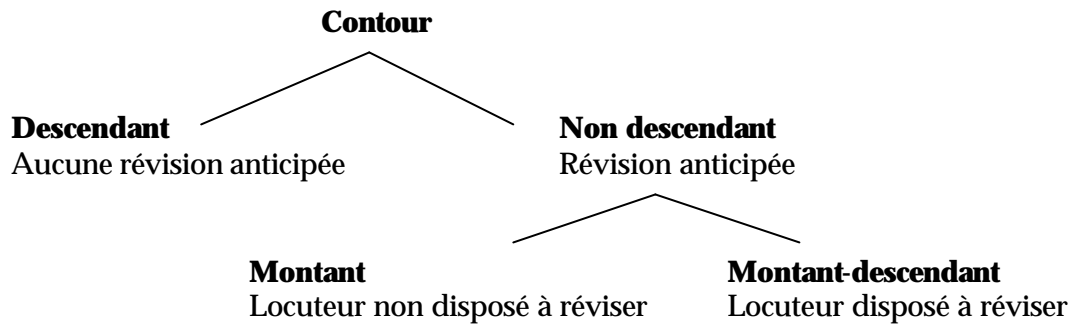 Contour
Descendant
Aucune révision anticipée
Non descendant
Révision anticipée
Montant
Locuteur non disposé à réviser
Montant-descendant
Locuteur disposé à réviser